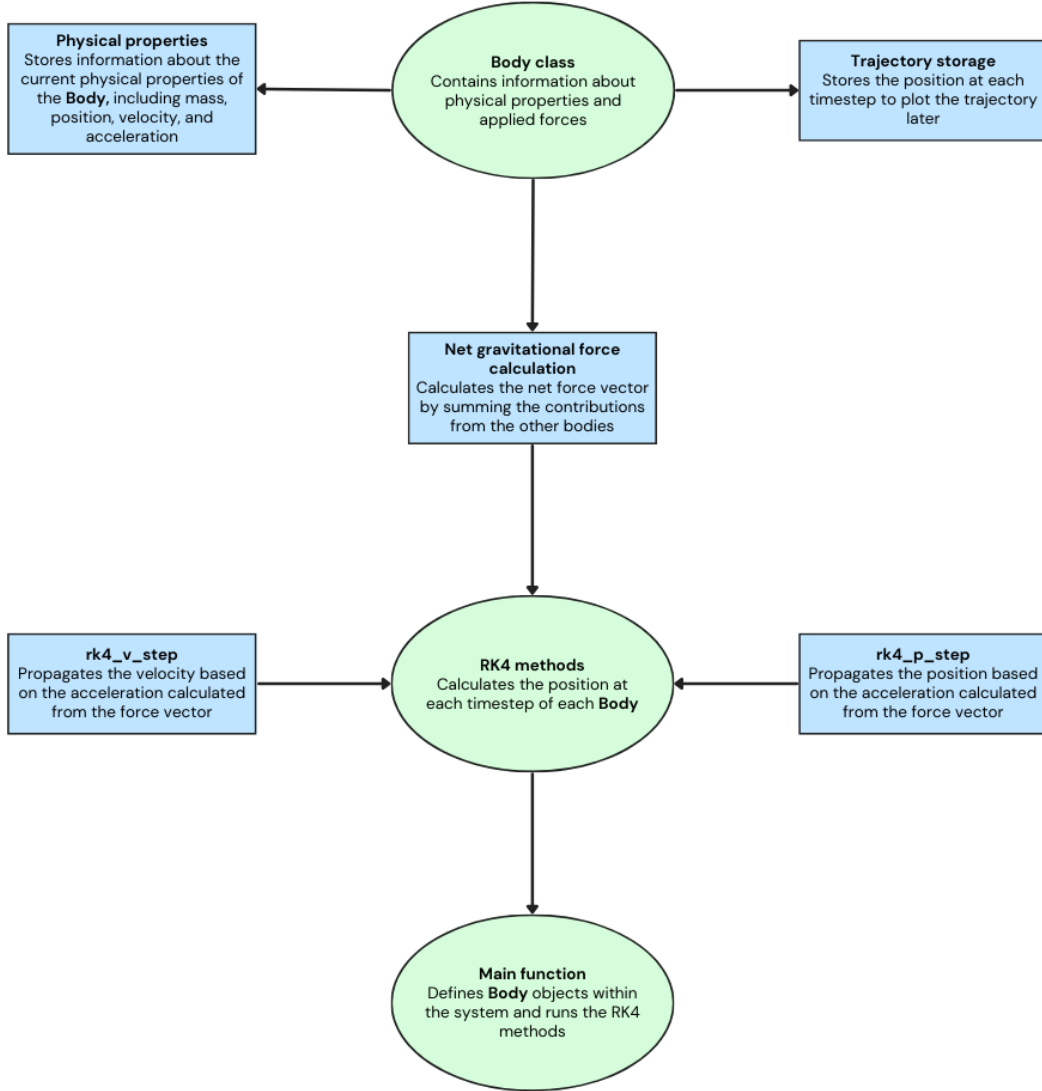 Physical properties
Stores information about the
current physical properties of
the Body, including mass,
position, velocity, and
acceleration
Body class
Contains information about
physical properties and
applied forces
Trajectory storage
Stores the position at each
timestep to plot the trajectory
later
Net gravitational force
calculation
Calculates the net force vector
by summing the contributions
from the other bodies
rk4_v_step
Propagates the velocity based
on the acceleration calculated
from the force vector
RK4 methods
Calculates the position at
each timestep of each Body
rk4_p_step
Propagates the position based
on the acceleration calculated
from the force vector
Main function
Defines Body objects within
the system and runs the RK4
methods